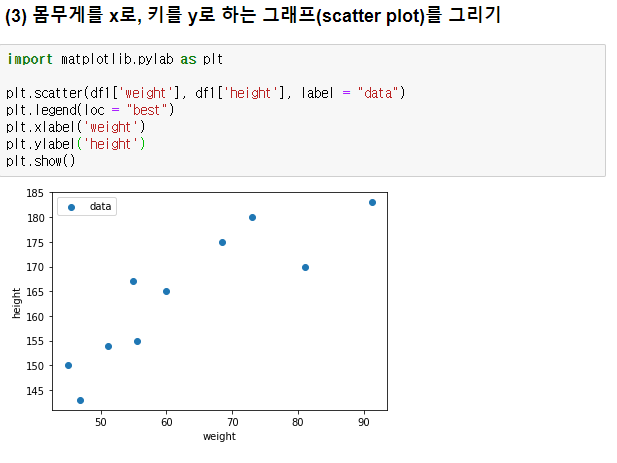 (3) 몸무게를 x로, 키를 y로 하는 그래프(scatter plot)를 그리기
import matplotlib.pylab as plt
plt.scatter(df1['weight'], df1['height'], label = "data")
plt.legend(loc = "best")
plt.xlabel('weight')
plt.ylabel('height')
plt.show()
data
185
180
175
170
165
160
155
150
145
height
50 60 70 80 90
weight